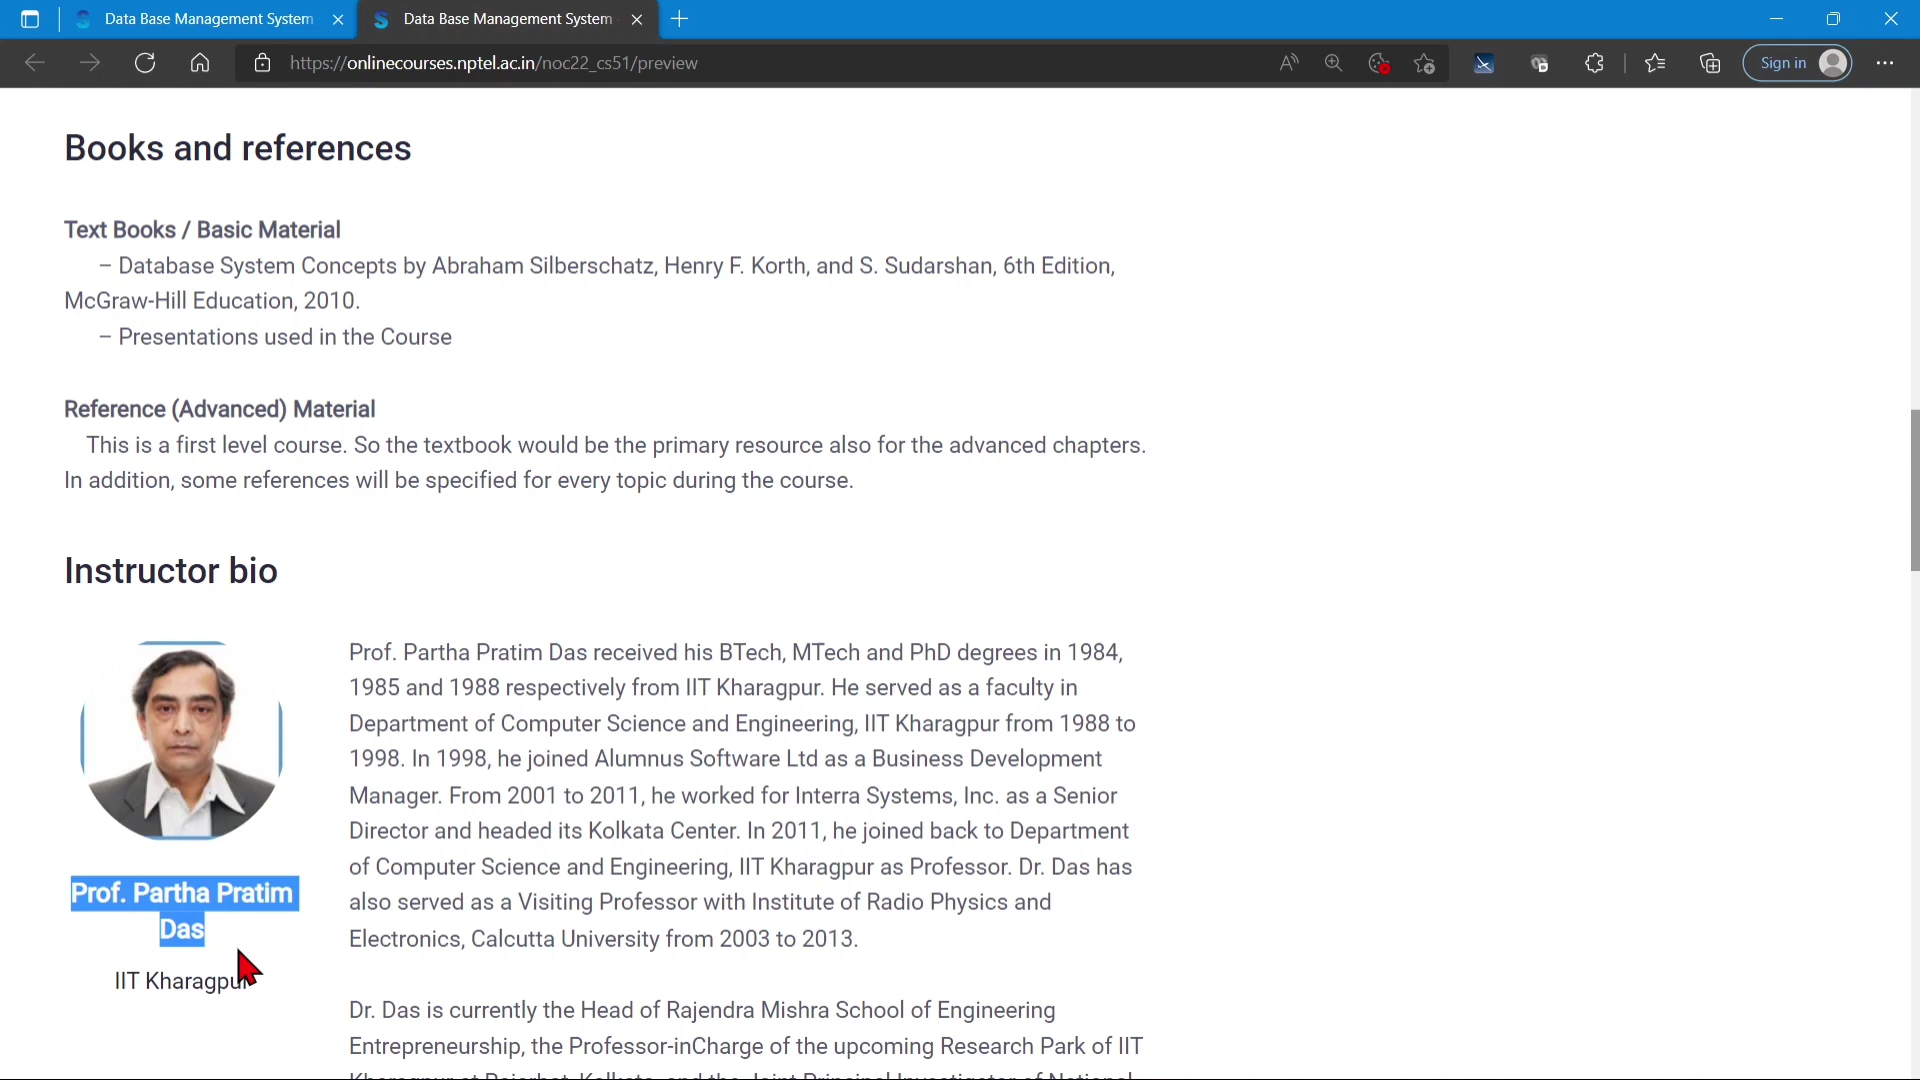 Data Base Management System
Data Base Management System
https://onlinecourses.nptel.ac.in/noc22_cs51/preview
Sign in
Books and references
Text Books / Basic Material
– Database System Concepts by Abraham Silberschatz, Henry F. Korth, and S. Sudarshan, 6th Edition,
McGraw-Hill Education, 2010.
– Presentations used in the Course
Reference (Advanced) Material
This is a first level course. So the textbook would be the primary resource also for the advanced chapters.
In addition, some references will be specified for every topic during the course.
Instructor bio
Prof. Partha Pratim
Das
IIT Kharagpur
Prof. Partha Pratim Das received his BTech, MTech and PhD degrees in 1984,
1985 and 1988 respectively from IIT Kharagpur. He served as a faculty in
Department of Computer Science and Engineering, IIT Kharagpur from 1988 to
1998. In 1998, he joined Alumnus Software Ltd as a Business Development
Manager. From 2001 to 2011, he worked for Interra Systems, Inc. as a Senior
Director and headed its Kolkata Center. In 2011, he joined back to Department
of Computer Science and Engineering, IIT Kharagpur as Professor. Dr. Das has
also served as a Visiting Professor with Institute of Radio Physics and
Electronics, Calcutta University from 2003 to 2013.
Dr. Das is currently the Head of Rajendra Mishra School of Engineering
Entrepreneurship, the Professor-inCharge of the upcoming Research Park of IIT